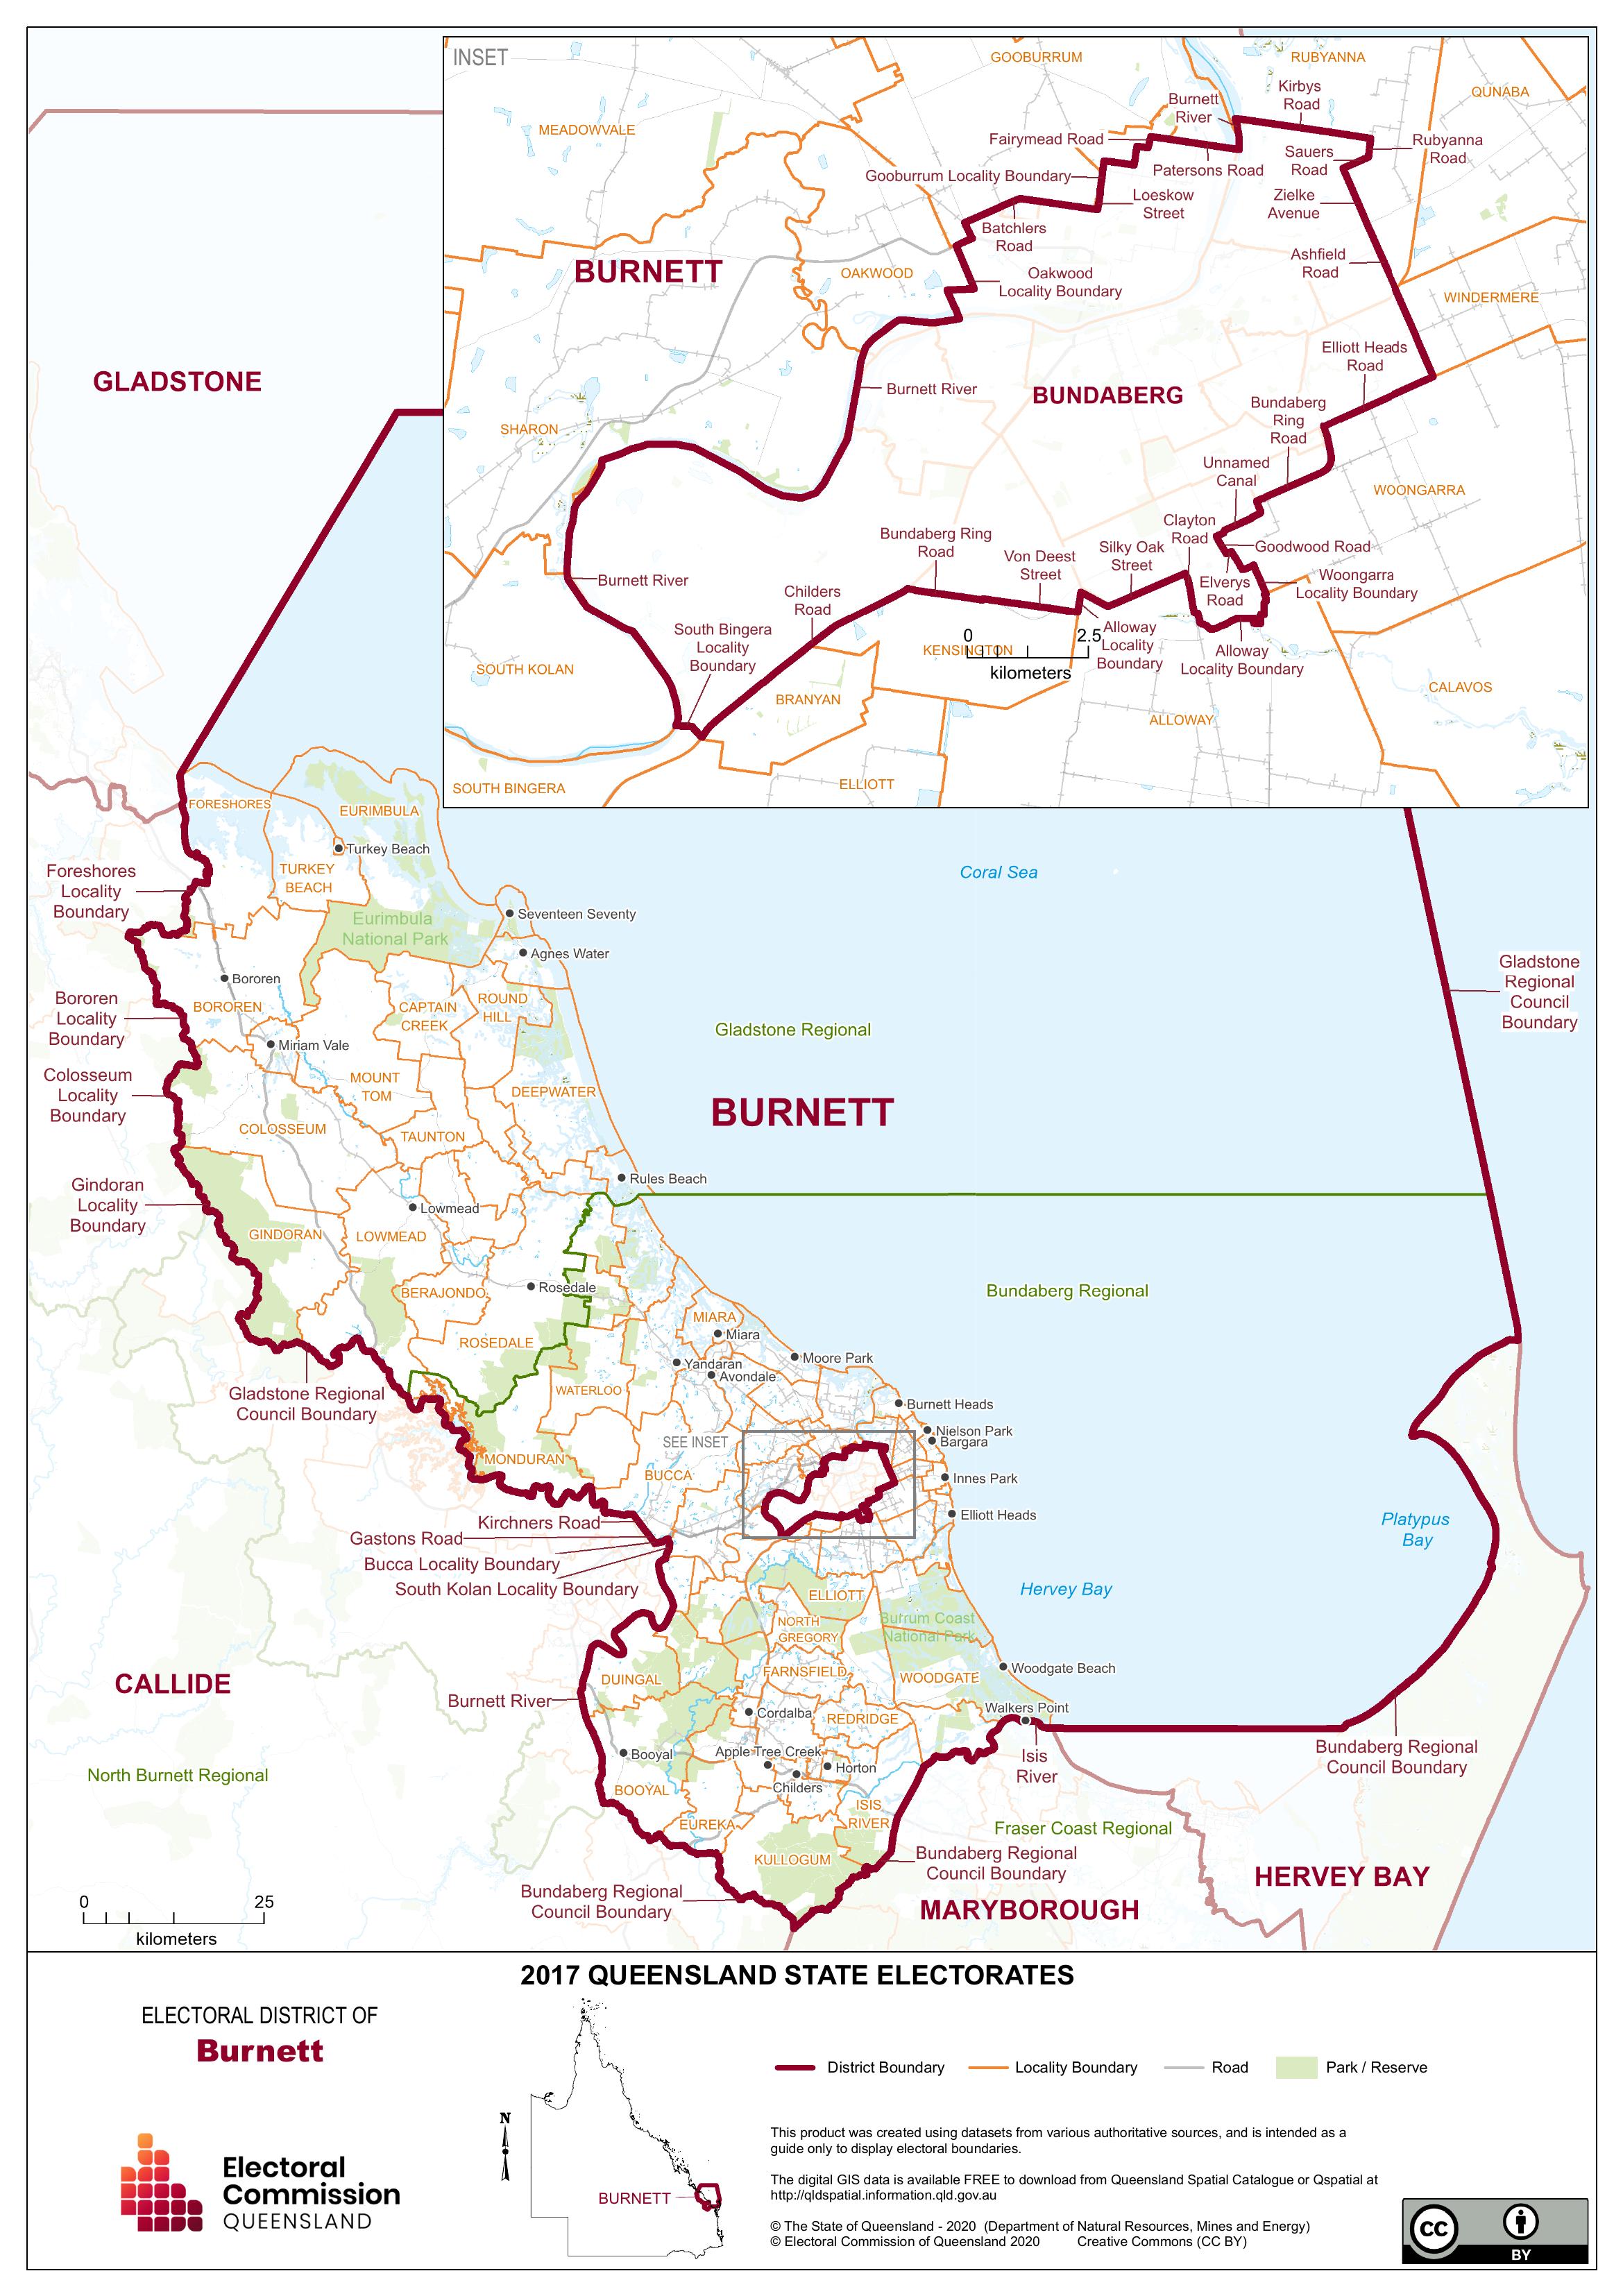 INSET
GOOBURRUM
RUBYANNA
QUNABA
MEADOWVALE
Burnett
River
Kirbys
Road
Fairymead Road
Rubyanna
Road
Sauers
Road
Patersons Road
Gooburrum Locality Boundary
Loeskow
Street
Zielke
Avenue
Batchlers
Road
BURNETT
OAKWOOD
Oakwood
Locality Boundary
Ashfield
Road
WINDERMERE
Elliott Heads
Road
Burnett River
BUNDABERG
Bundaberg
Ring
Road
SHARON
Unnamed
Canal
WOONGARRA
Clayton
Road
Bundaberg Ring
Road
Von Deest
Street
Silky Oak
Street
Goodwood Road
Burnett River
Childers
Road
Elverys
Road
Woongarra
Locality Boundary
South Bingera
Locality
Boundary
0 2.5
kilometers
KENSINGTON
Alloway
Locality
Boundary
Alloway
Locality Boundary
SOUTH KOLAN
BRANYAN
CALAVOS
ALLOWAY
SOUTH BINGERA
ELLIOTT
GLADSTONE
FORESHORES
EURIMBULA
Turkey Beach
TURKEY
BEACH
Foreshores
Locality
Boundary
Coral Sea
Eurimbula
National Park
Seventeen Seventy
Agnes Water
Gladstone
Regional
Council
Boundary
Bororen
BOROREN
Bororen
Locality
Boundary
CAPTAIN
CREEK
ROUND
HILL
Gladstone Regional
Miriam Vale
Colosseum
Locality
Boundary
MOUNT
TOM
DEEPWATER
BURNETT
COLOSSEUM
TAUNTON
Gindoran
Locality
Boundary
Rules Beach
Lowmead
GINDORAN
LOWMEAD
Rosedale
BERAJONDO
Bundaberg Regional
MIARA
Miara
ROSEDALE
Moore Park
Yandaran
Avondale
Gladstone Regional
Council Boundary
WATERLOO
Burnett Heads
Nielson Park
Bargara
SEE INSET
MONDURAN
BUCCA
Innes Park
Elliott Heads
Kirchners Road
Gastons Road
Bucca Locality Boundary
South Kolan Locality Boundary
Platypus
Bay
Hervey Bay
ELLIOTT
NORTH
GREGORY
Burrum Coast
National Park
CALLIDE
DUINGAL
FARNSFIELD
WOODGATE
Woodgate Beach
Burnett River
Cordalba
REDRIDGE
Walkers Point
Booyal
Apple Tree Creek
Horton
Childers
Isis
River
Bundaberg Regional
Council Boundary
North Burnett Regional
BOOYAL
ISIS
RIVER
EUREKA
Fraser Coast Regional
KULLOGUM
Bundaberg Regional
Council Boundary
HERVEY BAY
Bundaberg Regional
Council Boundary
MARYBOROUGH
0 25
kilometers
2017 QUEENSLAND STATE ELECTORATES
ELECTORAL DISTRICT OF
Burnett
District Boundary
Locality Boundary
Road
Park / Reserve
N
BURNETT
Electoral
Commission
QUEENSLAND
This product was created using datasets from various authoritative sources, and is intended as a
guide only to display electoral boundaries.
The digital GIS data is available FREE to download from Queensland Spatial Catalogue or Qspatial at
http://qldspatial.information.qld.gov.au
© The State of Queensland - 2020 (Department of Natural Resources, Mines and Energy)
© Electoral Commission of Queensland 2020 Creative Commons (CC BY)
cc
BY